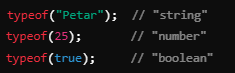 typeof("Petar");  // "string"
typeof(25);       // "number"
typeof(true);     // "boolean"